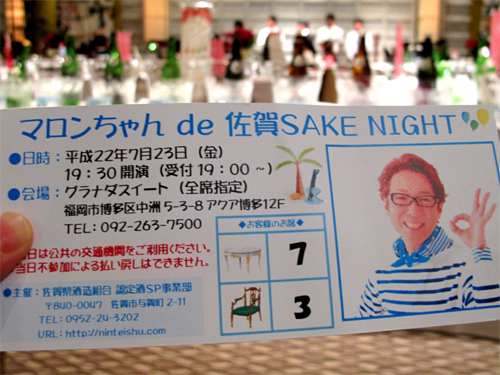 マロンちゃん de 佐賀SAKE NIGHT
●日時：平成22年7月23日（金）
19：30 開演（受付19：00～）
●会場：グラナダスイート（全席指定）
福岡市博多区中洲5-3-8アクア博多12F
TEL：092-263-7500
日は公共の交通機関をご利用ください。
当日不参加による払い戻しはできません。
●主催：佐賀県酒造組合 認定酒SP事業部
〒840-0047 佐賀市与賀町2-11
TEL：0952-24-3202
URL：http://ninteishu.com/
◆お客様のお席◆
7
3